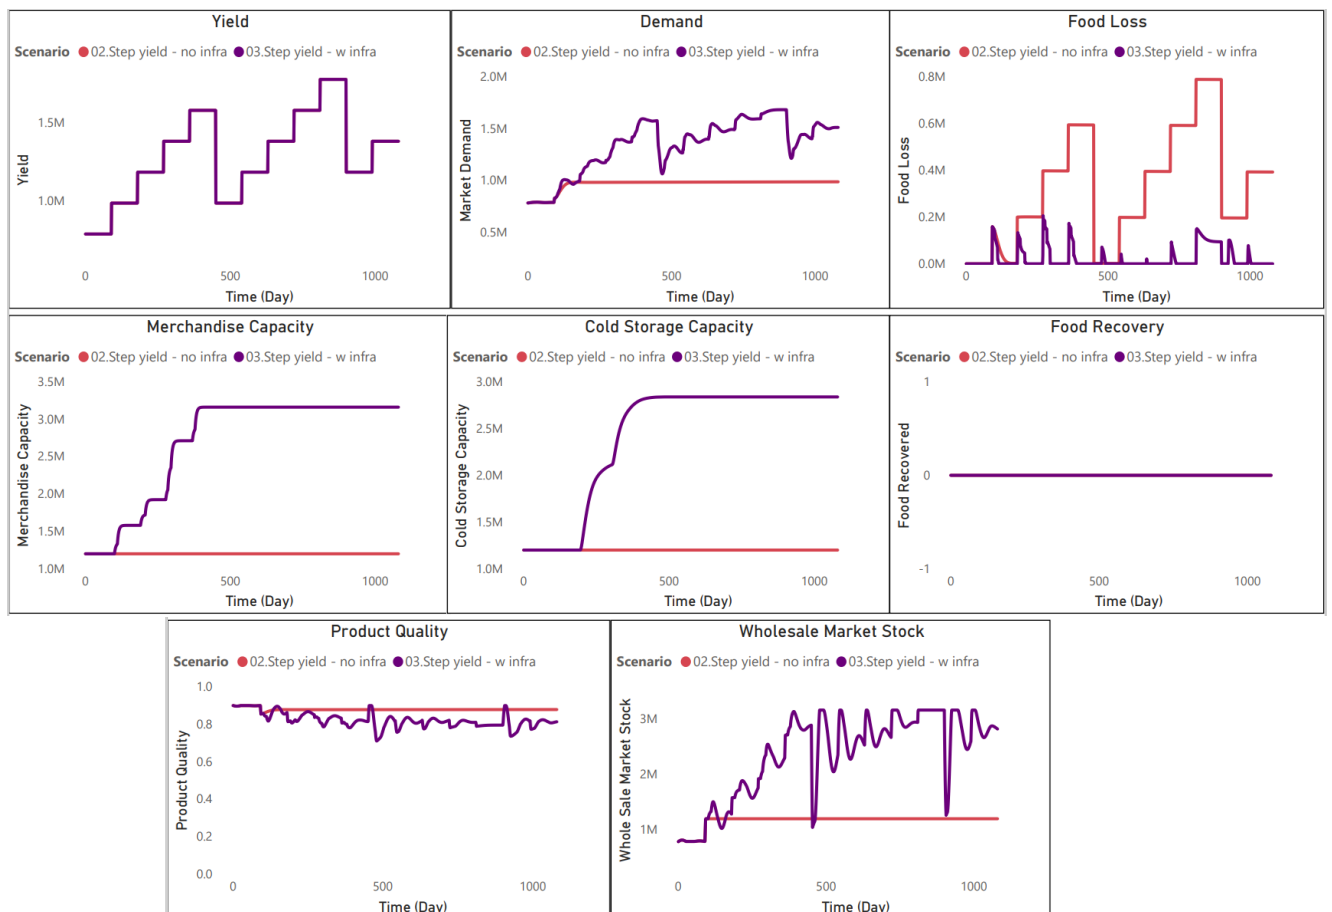 Yield
Scenario 02.Step yield - no infra 03.Step yield - w infra
Yield
1.5M
1.0M
0 500 1000
Time (Day)
Demand
Scenario 02.Step yield - no infra 03.Step yield - w infra
Market Demand
2.0M
1.5M
1.0M
0.5M
0 500 1000
Time (Day)
Food Loss
Scenario 02.Step yield - no infra 03.Step yield - w infra
Food Loss
0.8M
0.6M
0.4M
0.2M
0.0M
0 500 1000
Time (Day)
Merchandise Capacity
Scenario 02.Step yield - no infra 03.Step yield - w infra
Merchandise Capacity
3.5M
3.0M
2.5M
2.0M
1.5M
1.0M
0 500 1000
Time (Day)
Cold Storage Capacity
Scenario 02.Step yield - no infra 03.Step yield - w infra
Cold Storage Capacity
3.0M
2.5M
2.0M
1.5M
1.0M
0 500 1000
Time (Day)
Food Recovery
Scenario 02.Step yield - no infra 03.Step yield - w infra
Food Recovered
1
0
-1
0 500 1000
Time (Day)
Product Quality
Scenario 02.Step yield - no infra 03.Step yield - w infra
Product Quality
1.0
0.8
0.6
0.4
0.2
0.0
0 500 1000
Time (Day)
Wholesale Market Stock
Scenario 02.Step yield - no infra 03.Step yield - w infra
Whole Sale Market Stock
3M
2M
1M
0 500 1000
Time (Day)